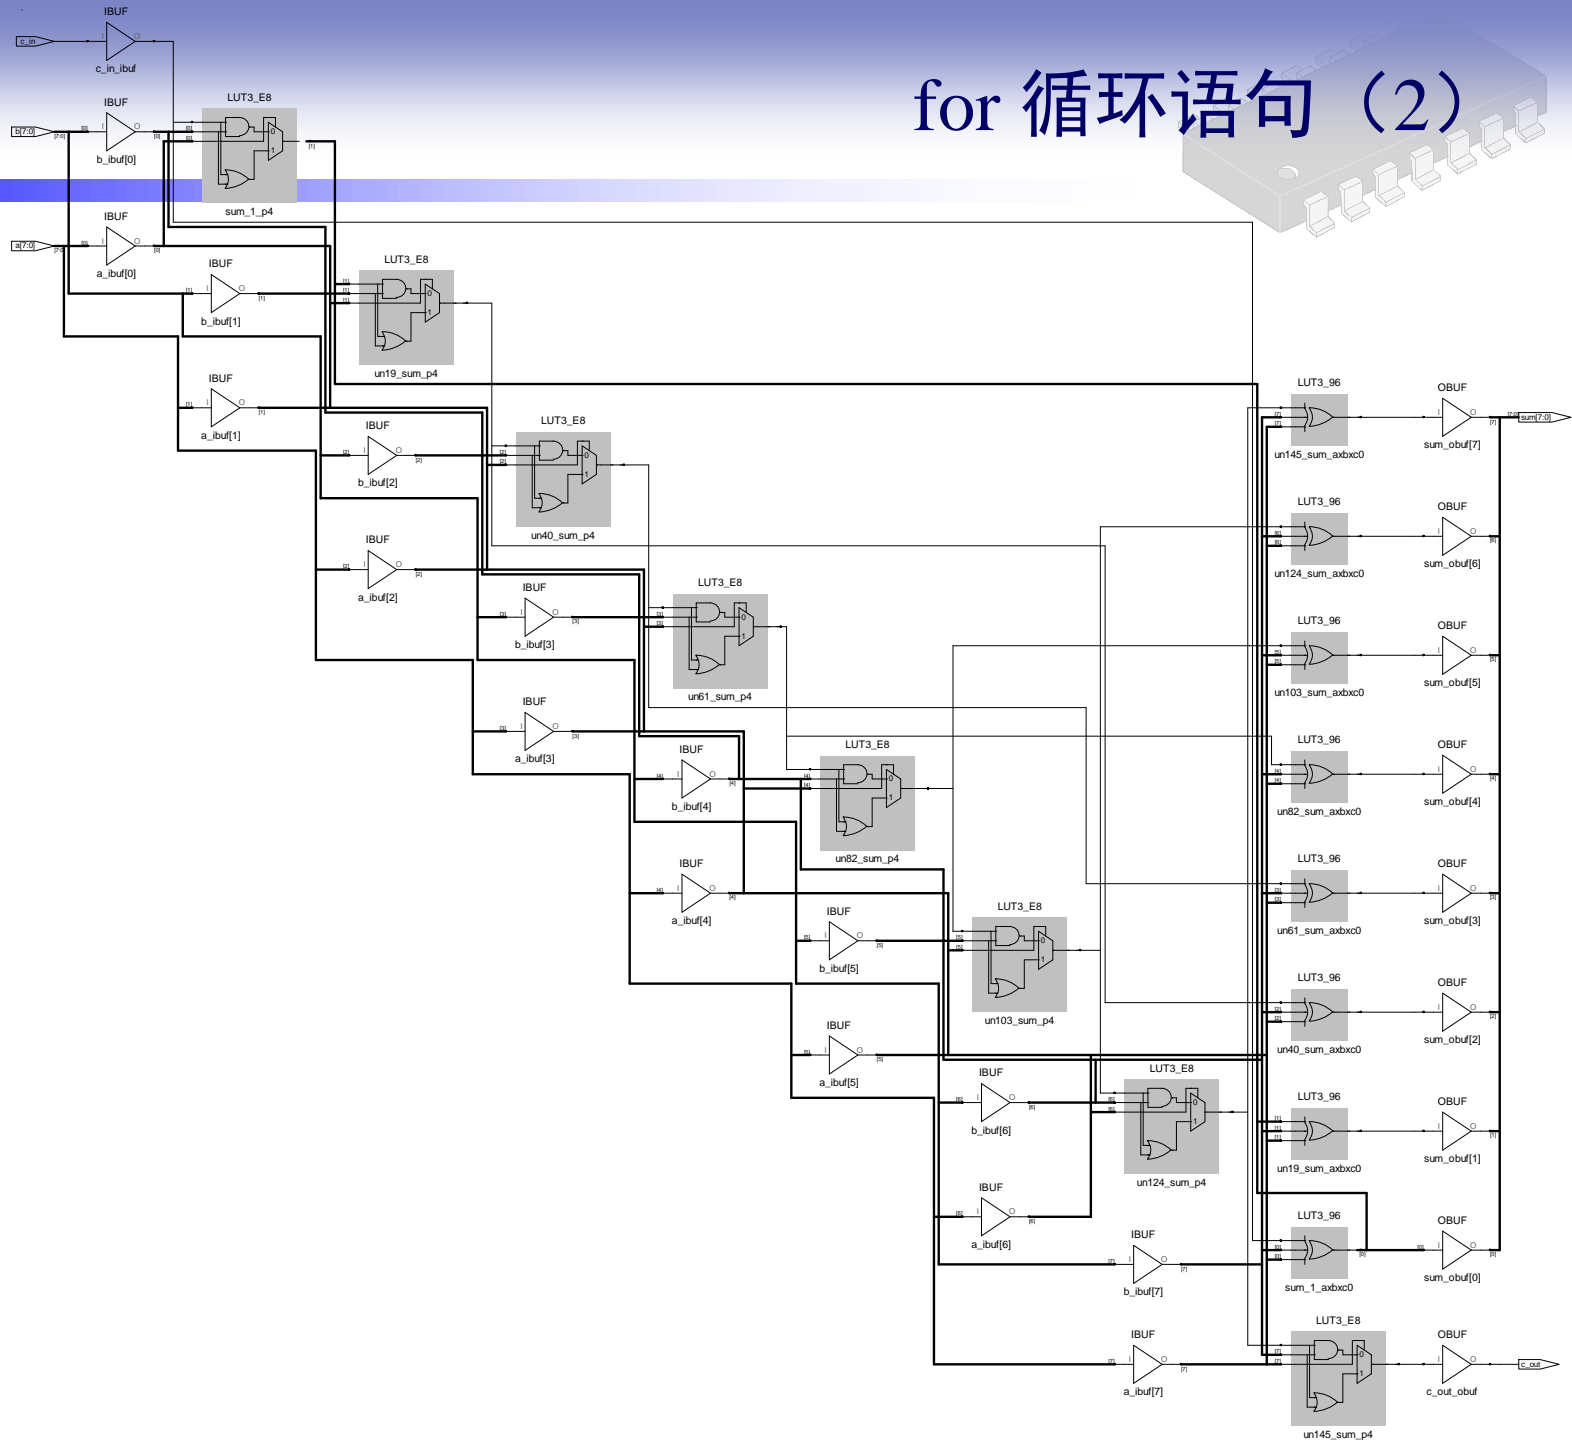 for 循环语句（2）
IBUF
c_in
I
O
c_in_ibuf
IBUF
b[7:0]
b_ibuf[0]
LUT3_E8
sum_1_p4
IBUF
a[7:0]
a_ibuf[0]
IBUF
b_ibuf[1]
LUT3_E8
un19_sum_p4
IBUF
a_ibuf[1]
IBUF
b_ibuf[2]
LUT3_E8
un40_sum_p4
IBUF
a_ibuf[2]
IBUF
b_ibuf[3]
LUT3_E8
un61_sum_p4
IBUF
a_ibuf[3]
IBUF
b_ibuf[4]
LUT3_E8
un82_sum_p4
IBUF
a_ibuf[4]
IBUF
b_ibuf[5]
LUT3_E8
un103_sum_p4
IBUF
a_ibuf[5]
IBUF
b_ibuf[6]
LUT3_E8
un124_sum_p4
IBUF
a_ibuf[6]
IBUF
b_ibuf[7]
IBUF
a_ibuf[7]
LUT3_96
un145_sum_axbxc0
OBUF
sum_obuf[7]
sum[7:0]
LUT3_96
un124_sum_axbxc0
OBUF
sum_obuf[6]
LUT3_96
un103_sum_axbxc0
OBUF
sum_obuf[5]
LUT3_96
un82_sum_axbxc0
OBUF
sum_obuf[4]
LUT3_96
un61_sum_axbxc0
OBUF
sum_obuf[3]
LUT3_96
un40_sum_axbxc0
OBUF
sum_obuf[2]
LUT3_96
un19_sum_axbxc0
OBUF
sum_obuf[1]
LUT3_96
sum_1_axbxc0
OBUF
sum_obuf[0]
LUT3_E8
un145_sum_p4
OBUF
c_out_obuf
c_out